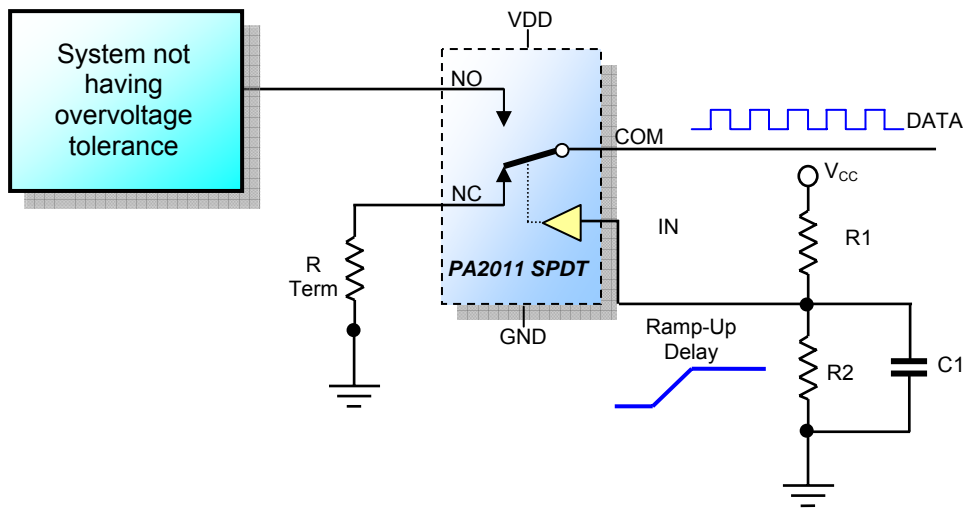 System not
having
overvoltage
tolerance
VDD
NO
COM
DATA
NC
VCC
IN
R1
PA2011 SPDT
R
Term
GND
Ramp-Up
Delay
R2
C1